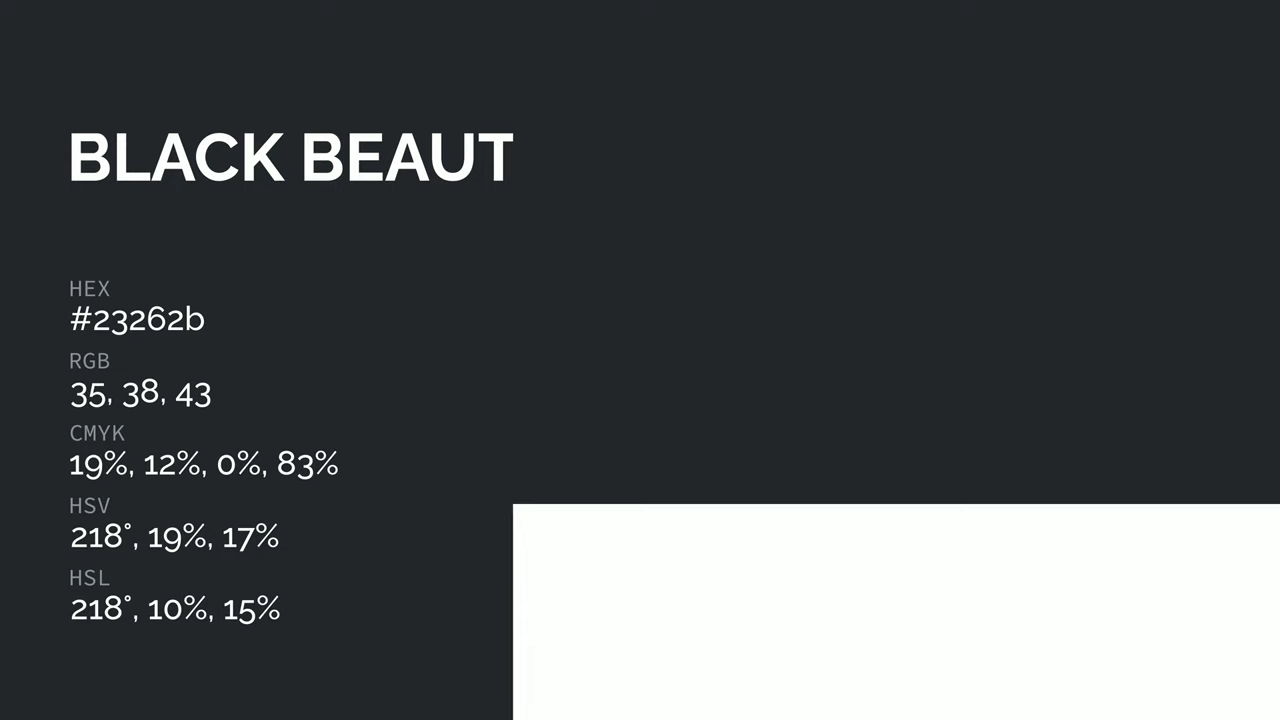 BLACK BEAUT
HEX
#23262b
RGB
35, 38, 43
CMYK
19%, 12%, 0%, 83%
HSV
218°, 19%, 17%
HSL
218°, 10%, 15%